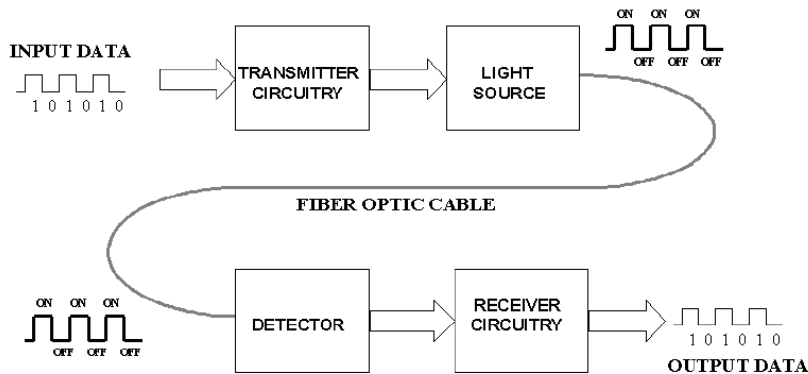 INPUT DATA
1 0 1 0 1 0
TRANSMITTER
CIRCUITRY
LIGHT
SOURCE
ON ON ON
OFF OFF OFF
FIBER OPTIC CABLE
ON ON ON
OFF OFF OFF
DETECTOR
RECEIVER
CIRCUITRY
1 0 1 0 1 0
OUTPUT DATA